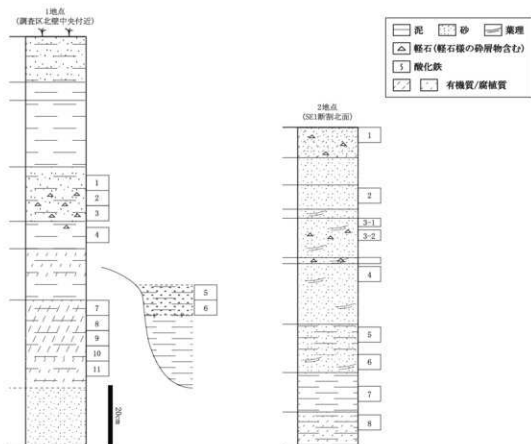 1地点
(調査区北壁中央付近)
泥
砂
葉理
軽石(軽石様の砕屑物含む)
酸化鉄
有機質/腐植質
2地点
(SE1断割北面)
1
2
3
4
5
6
7
8
9
10
11
20cm
1
2
3-1
3-2
4
5
6
7
8